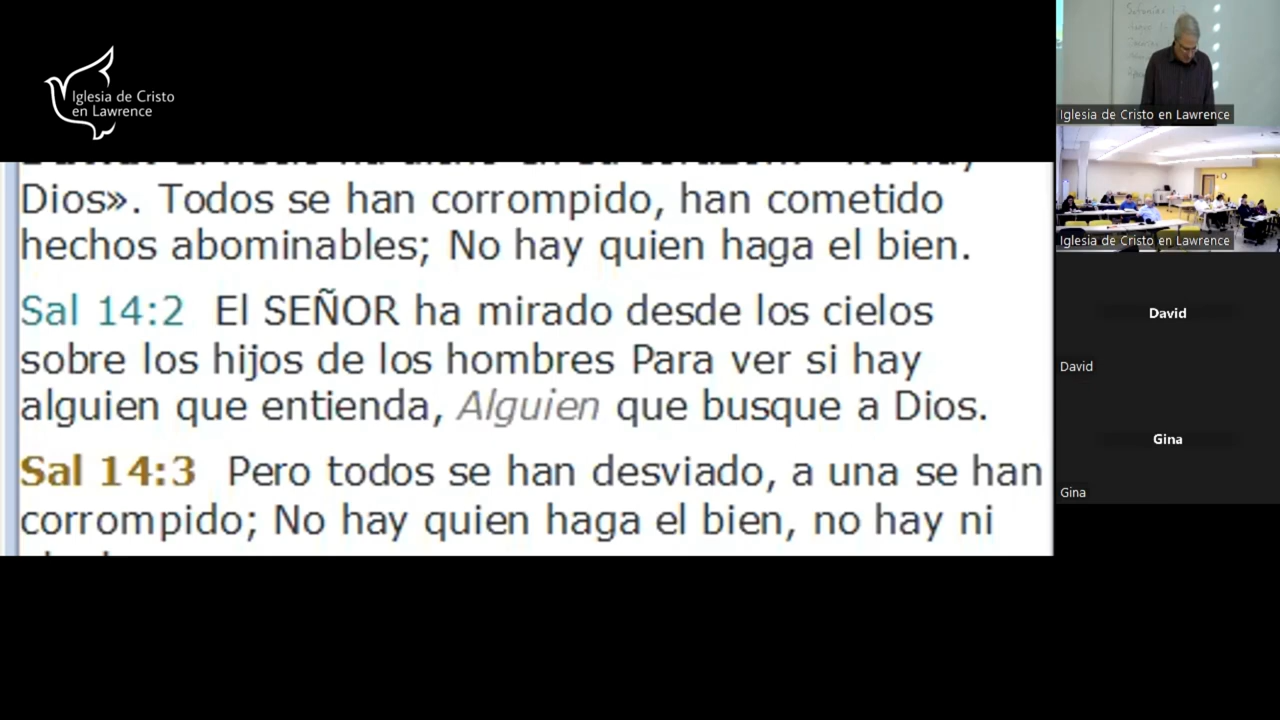 Iglesia de Cristo
en Lawrence
Dios». Todos se han corrompido, han cometido
hechos abominables; No hay quien haga el bien.
Sal 14:2 El SEÑOR ha mirado desde los cielos
sobre los hijos de los hombres Para ver si hay
alguien que entienda, Alguien que busque a Dios.
Sal 14:3 Pero todos se han desviado, a una se han
corrompido; No hay quien haga el bien, no hay ni
Iglesia de Cristo en Lawrence
Iglesia de Cristo en Lawrence
David
David
Gina
Gina